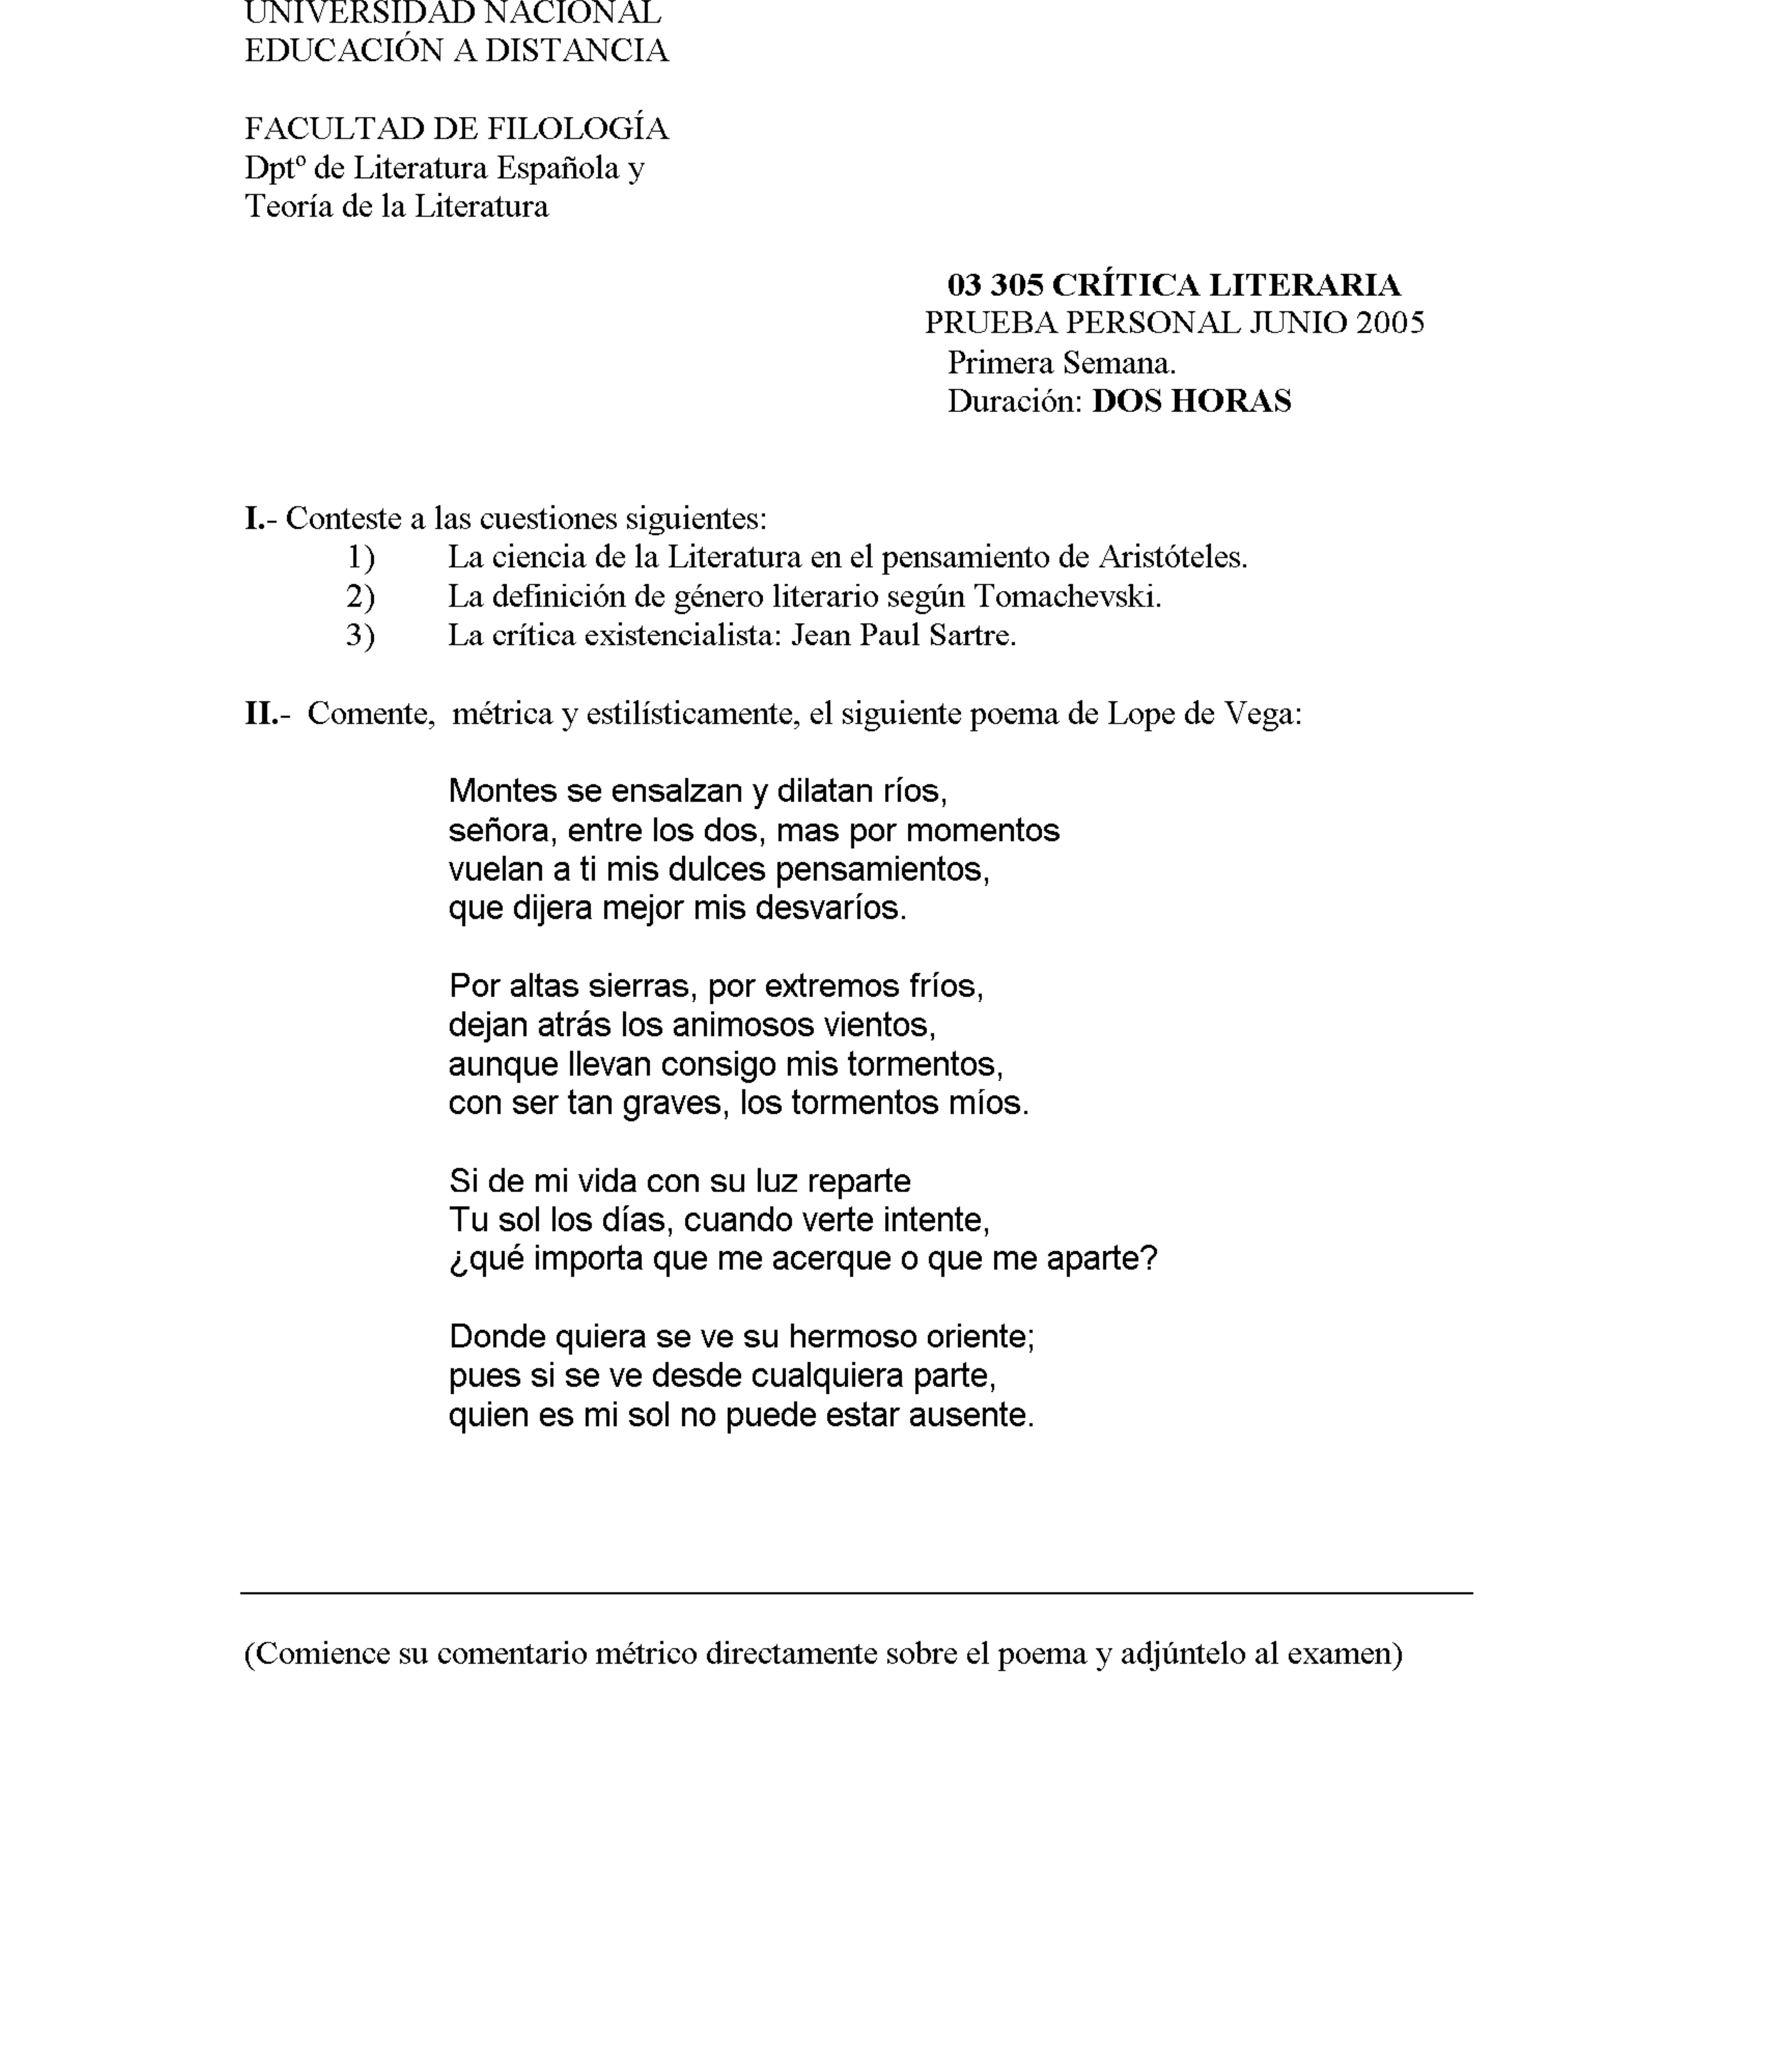 UNIVERSIDAD NACIONAL
EDUCACIÓN A DISTANCIA
FACULTAD DE FILOLOGÍA
Dptº de Literatura Española y
Teoría de la Literatura
03 305 CRÍTICA LITERARIA
PRUEBA PERSONAL JUNIO 2005
Primera Semana.
Duración: DOS HORAS
I.- Conteste a las cuestiones siguientes:
1) La ciencia de la Literatura en el pensamiento de Aristóteles.
2) La definición de género literario según Tomachevski.
3) La crítica existencialista: Jean Paul Sartre.
II.- Comente, métrica y estilísticamente, el siguiente poema de Lope de Vega:
Montes se ensalzan y dilatan ríos,
señora, entre los dos, mas por momentos
vuelan a ti mis dulces pensamientos,
que dijera mejor mis desvaríos.
Por altas sierras, por extremos fríos,
dejan atrás los animosos vientos,
aunque llevan consigo mis tormentos,
con ser tan graves, los tormentos míos.
Si de mi vida con su luz reparte
Tu sol los días, cuando verte intente,
¿qué importa que me acerque o que me aparte?
Donde quiera se ve su hermoso oriente;
pues si se ve desde cualquiera parte,
quien es mi sol no puede estar ausente.
(Comience su comentario métrico directamente sobre el poema y adjúntelo al examen)